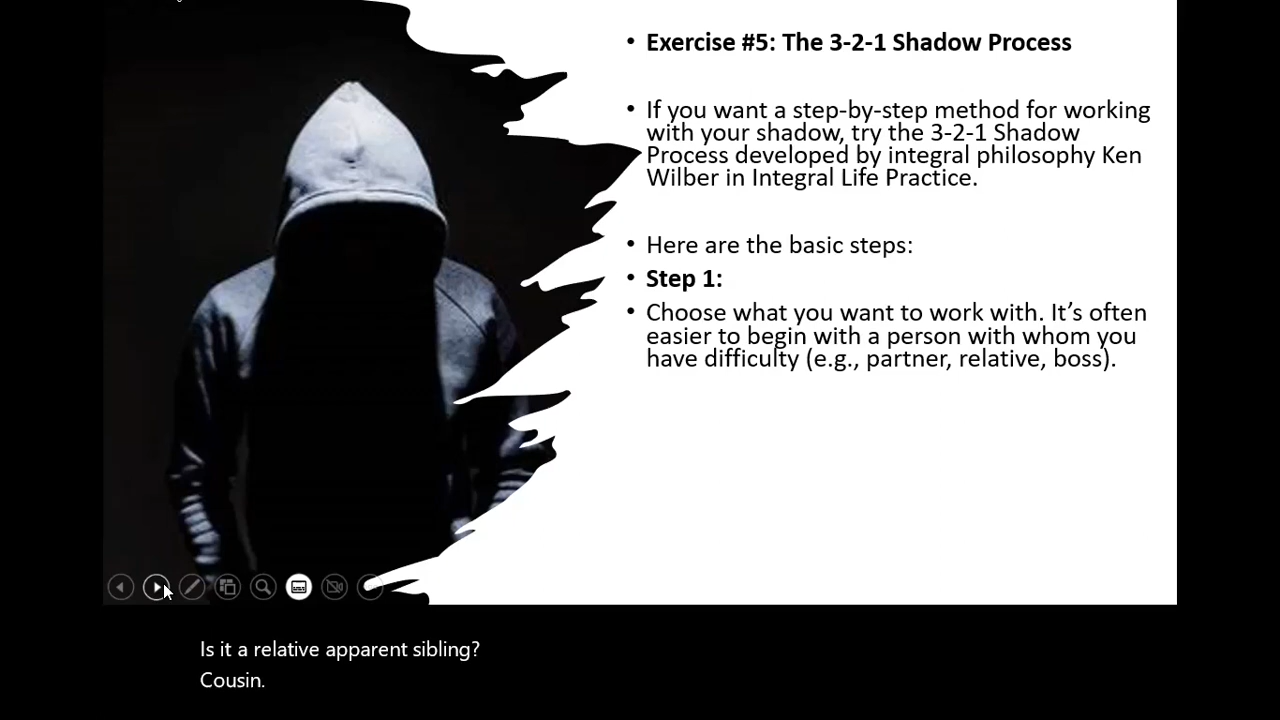 • Exercise #5: The 3-2-1 Shadow Process
• If you want a step-by-step method for working
with your shadow, try the 3-2-1 Shadow
Process developed by integral philosophy Ken
Wilber in Integral Life Practice.
• Here are the basic steps:
• Step 1:
• Choose what you want to work with. It’s often
easier to begin with a person with whom you
have difficulty (e.g., partner, relative, boss).
Is it a relative apparent sibling?
Cousin.